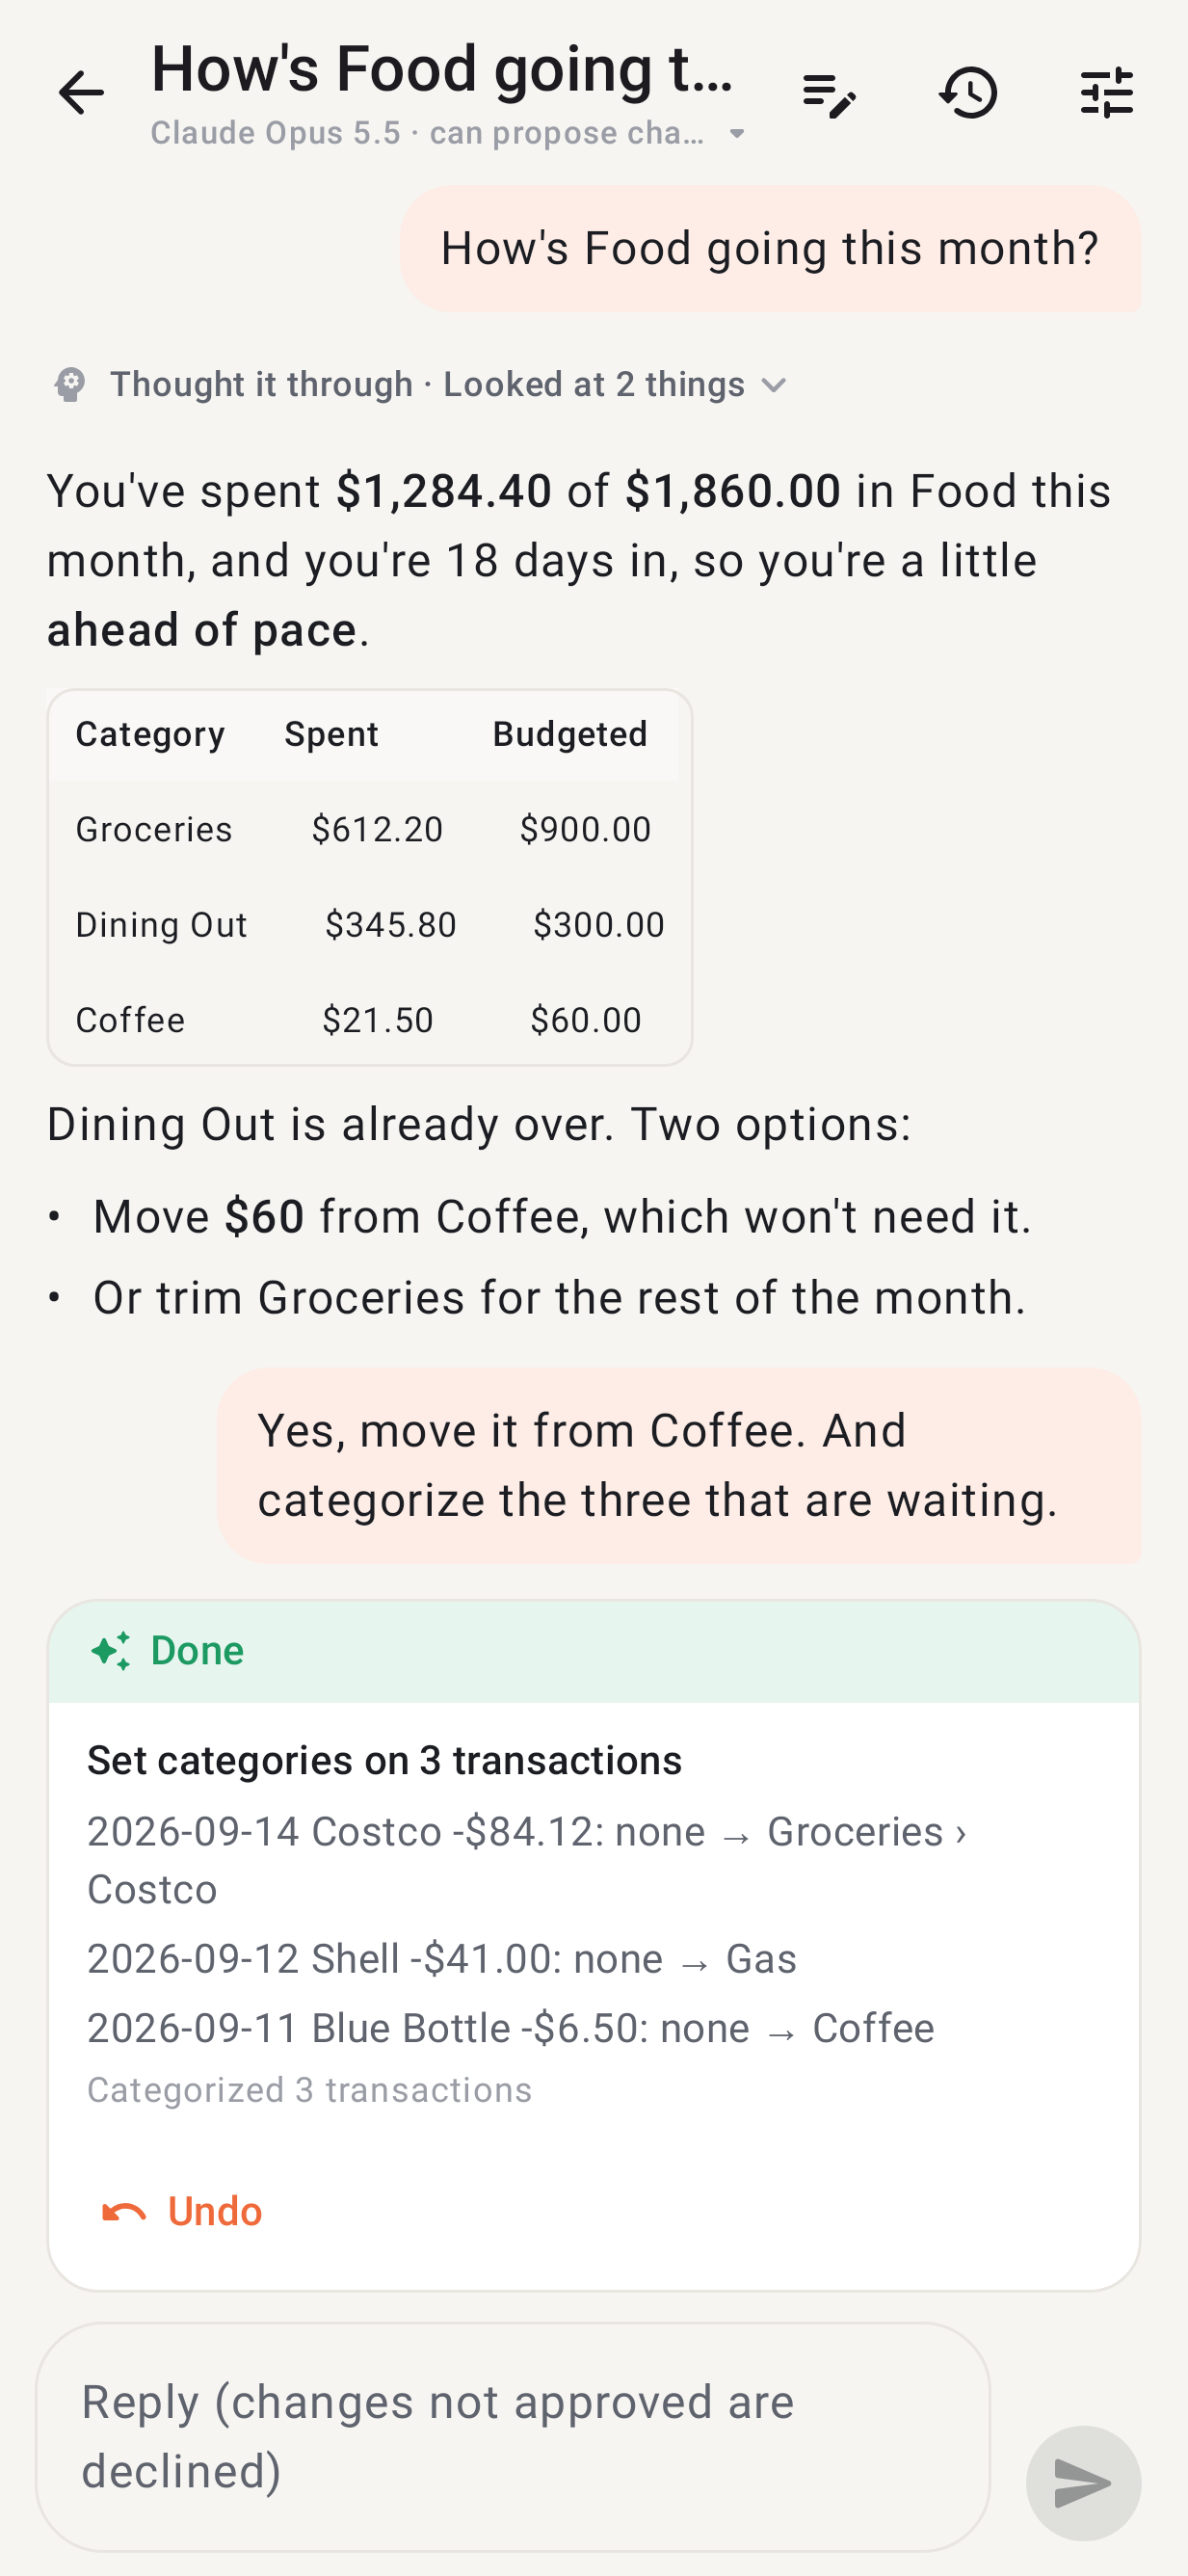 How's Food going t…
Claude Opus 5.5 · can propose cha…
How's Food going this month?
Thought it through · Looked at 2 things
You've spent $1,284.40 of $1,860.00 in Food this
month, and you're 18 days in, so you're a little
ahead of pace.
Category Spent Budgeted
Groceries $612.20 $900.00
Dining Out $345.80 $300.00
Coffee $21.50 $60.00
Dining Out is already over. Two options:
• Move $60 from Coffee, which won't need it.
• Or trim Groceries for the rest of the month.
Yes, move it from Coffee. And
categorize the three that are waiting.
Done
Set categories on 3 transactions
2026-09-14 Costco -$84.12: none → Groceries ›
Costco
2026-09-12 Shell -$41.00: none → Gas
2026-09-11 Blue Bottle -$6.50: none → Coffee
Categorized 3 transactions
Undo
Reply (changes not approved are
declined)